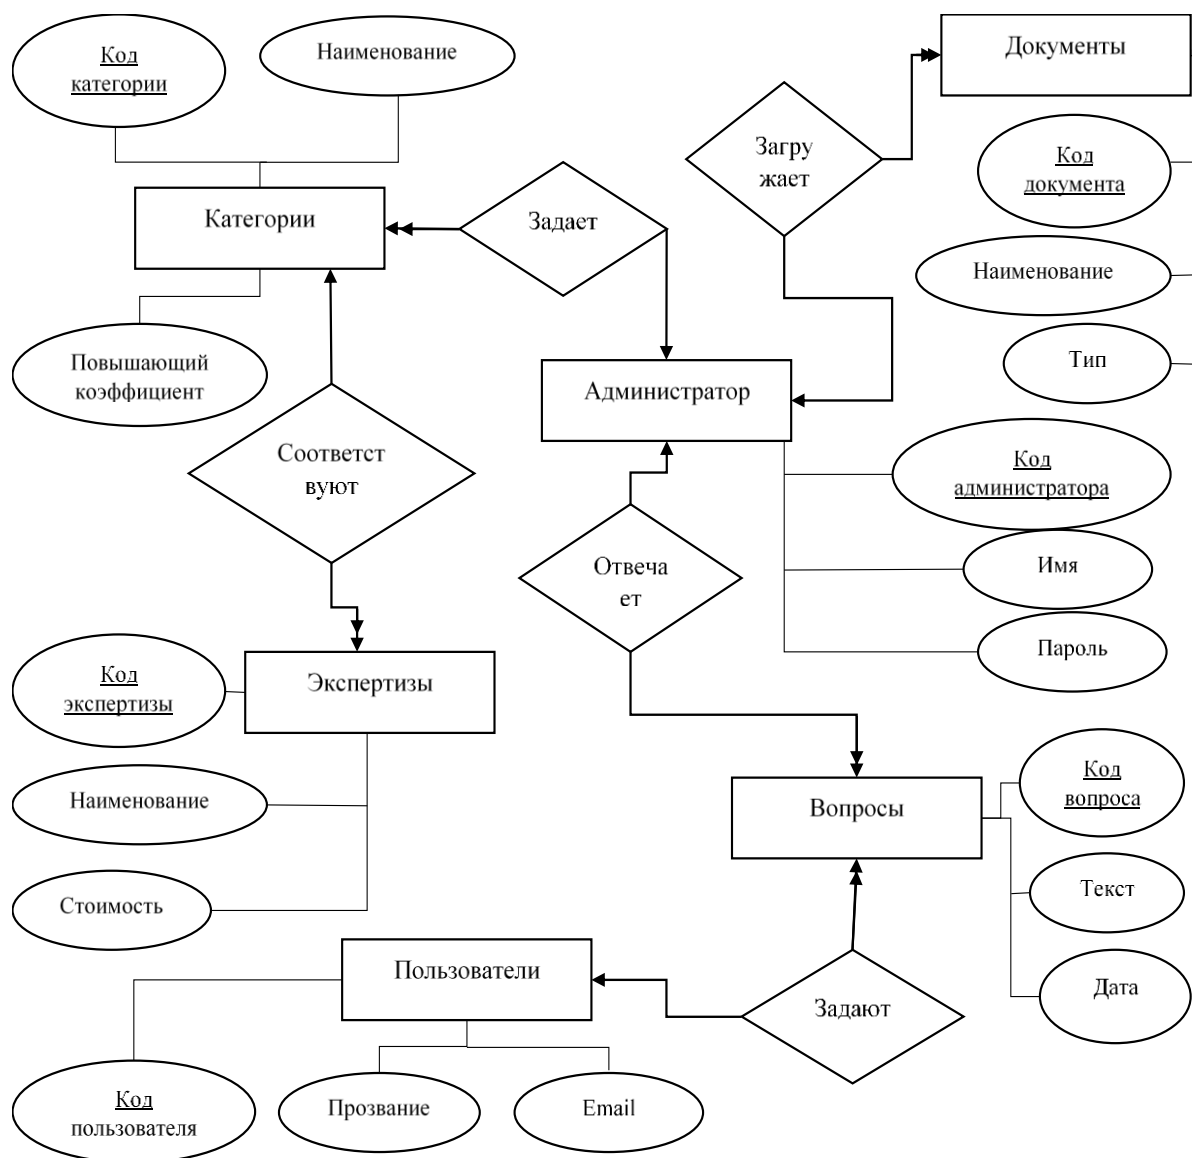 Код
категории
Наименование
Документы
Загру
жает
Код
документа
Категории
Задает
Наименование
Тип
Повышающий
коэффициент
Администратор
Соответст
вуют
Код
администратора
Отвеча
ет
Имя
Пароль
Код
экспертизы
Экспертизы
Наименование
Вопросы
Код
вопроса
Текст
Стоимость
Пользователи
Задают
Дата
Код
пользователя
Прозвание
Email